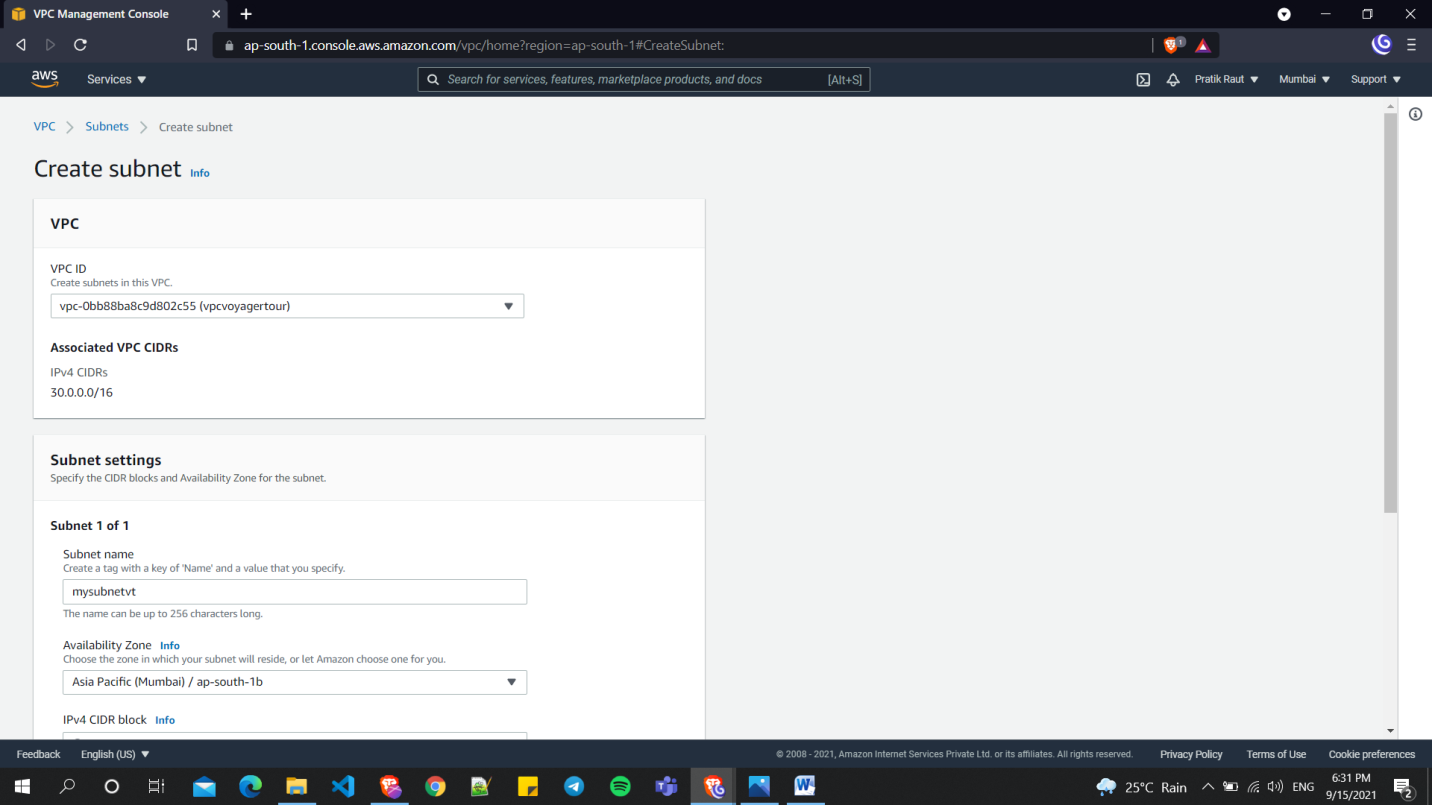 VPC Management Console
ap-south-1.console.aws.amazon.com/vpc/home?region=ap-south-1#CreateSubnet:
1
aws
Services
Search for services, features, marketplace products, and docs [Alt+S]
Pratik Raut
Mumbai
Support
VPC
Subnets
Create subnet
Create subnet Info
VPC
VPC ID
Create subnets in this VPC.
vpc-0bb88ba8c9d802c55 (vpcvoyagertour)
Associated VPC CIDRs
IPv4 CIDRs
30.0.0.0/16
Subnet settings
Specify the CIDR blocks and Availability Zone for the subnet.
Subnet 1 of 1
Subnet name
Create a tag with a key of 'Name' and a value that you specify.
mysubnetvt
The name can be up to 256 characters long.
Availability Zone Info
Choose the zone in which your subnet will reside, or let Amazon choose one for you.
Asia Pacific (Mumbai) / ap-south-1b
IPv4 CIDR block Info
Feedback
English (US)
© 2008 - 2021, Amazon Internet Services Private Ltd. or its affiliates. All rights reserved.
Privacy Policy
Terms of Use
Cookie preferences
25°C Rain
ENG
6:31 PM
9/15/2021
2